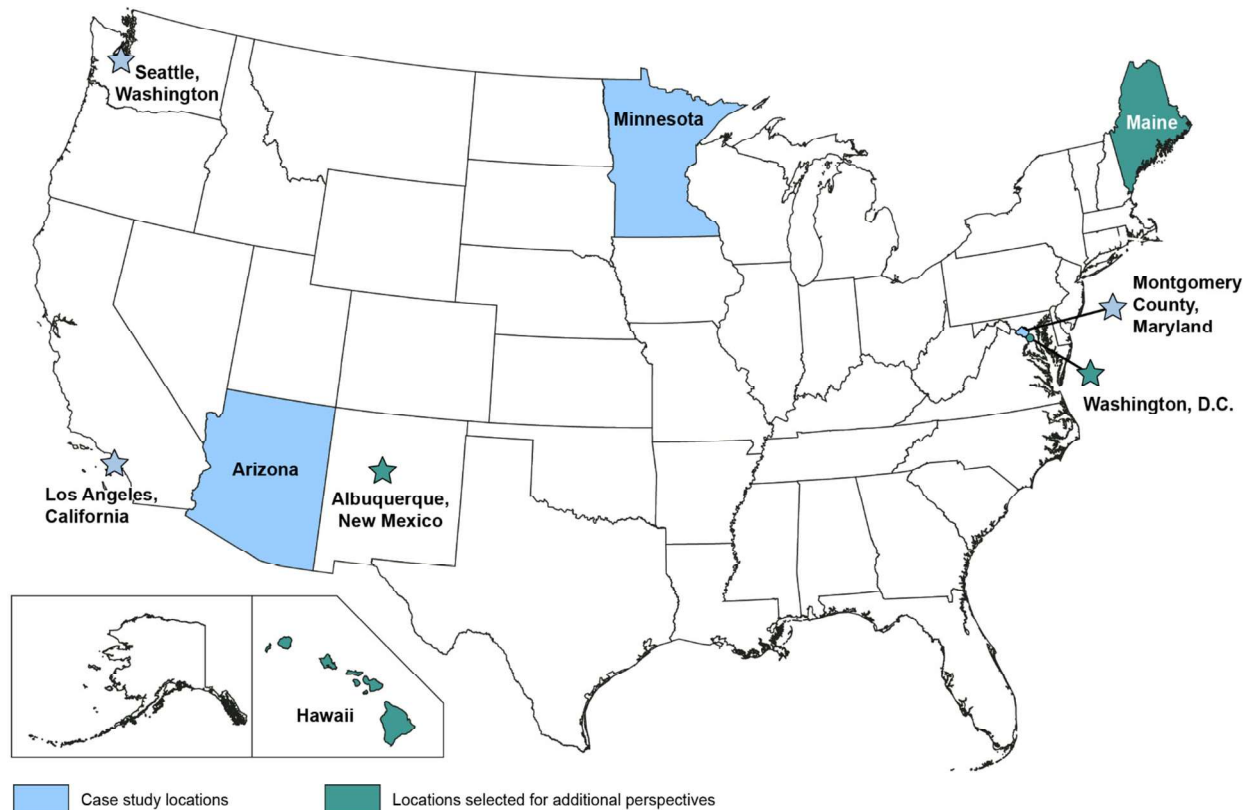 Seattle,
Washington
Minnesota
Maine
Montgomery
County,
Maryland
Washington, D.C.
Arizona
Albuquerque,
New Mexico
Los Angeles,
California
Hawaii
Case study locations
Locations selected for additional perspectives